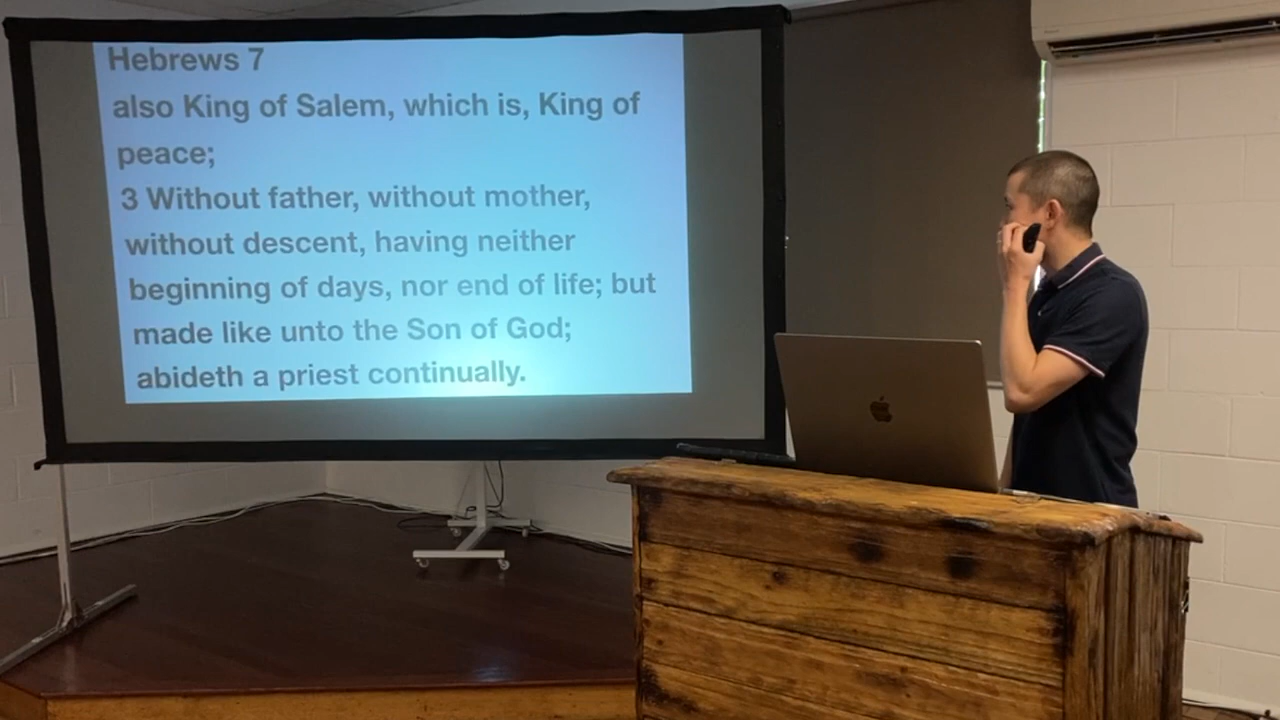 Hebrews 7
also King of Salem, which is, King of
peace;
3 Without father, without mother,
without descent, having neither
beginning of days, nor end of life; but
made like unto the Son of God;
abideth a priest continually.